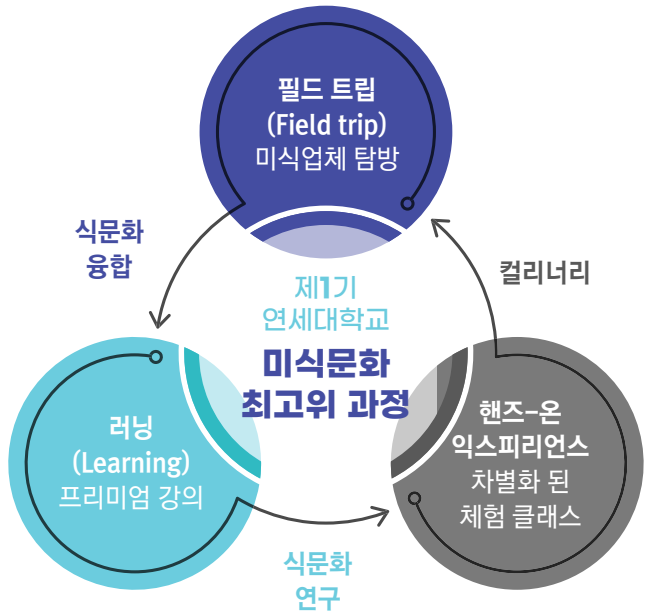 필드 트립
(Field trip)
미식업체 탐방
식문화
융합
컬리너리
제1기
연세대학교
미식문화
최고위 과정
러닝
(Learning)
프리미엄 강의
핸즈-온
익스피리언스
차별화 된
체험 클래스
식문화
연구